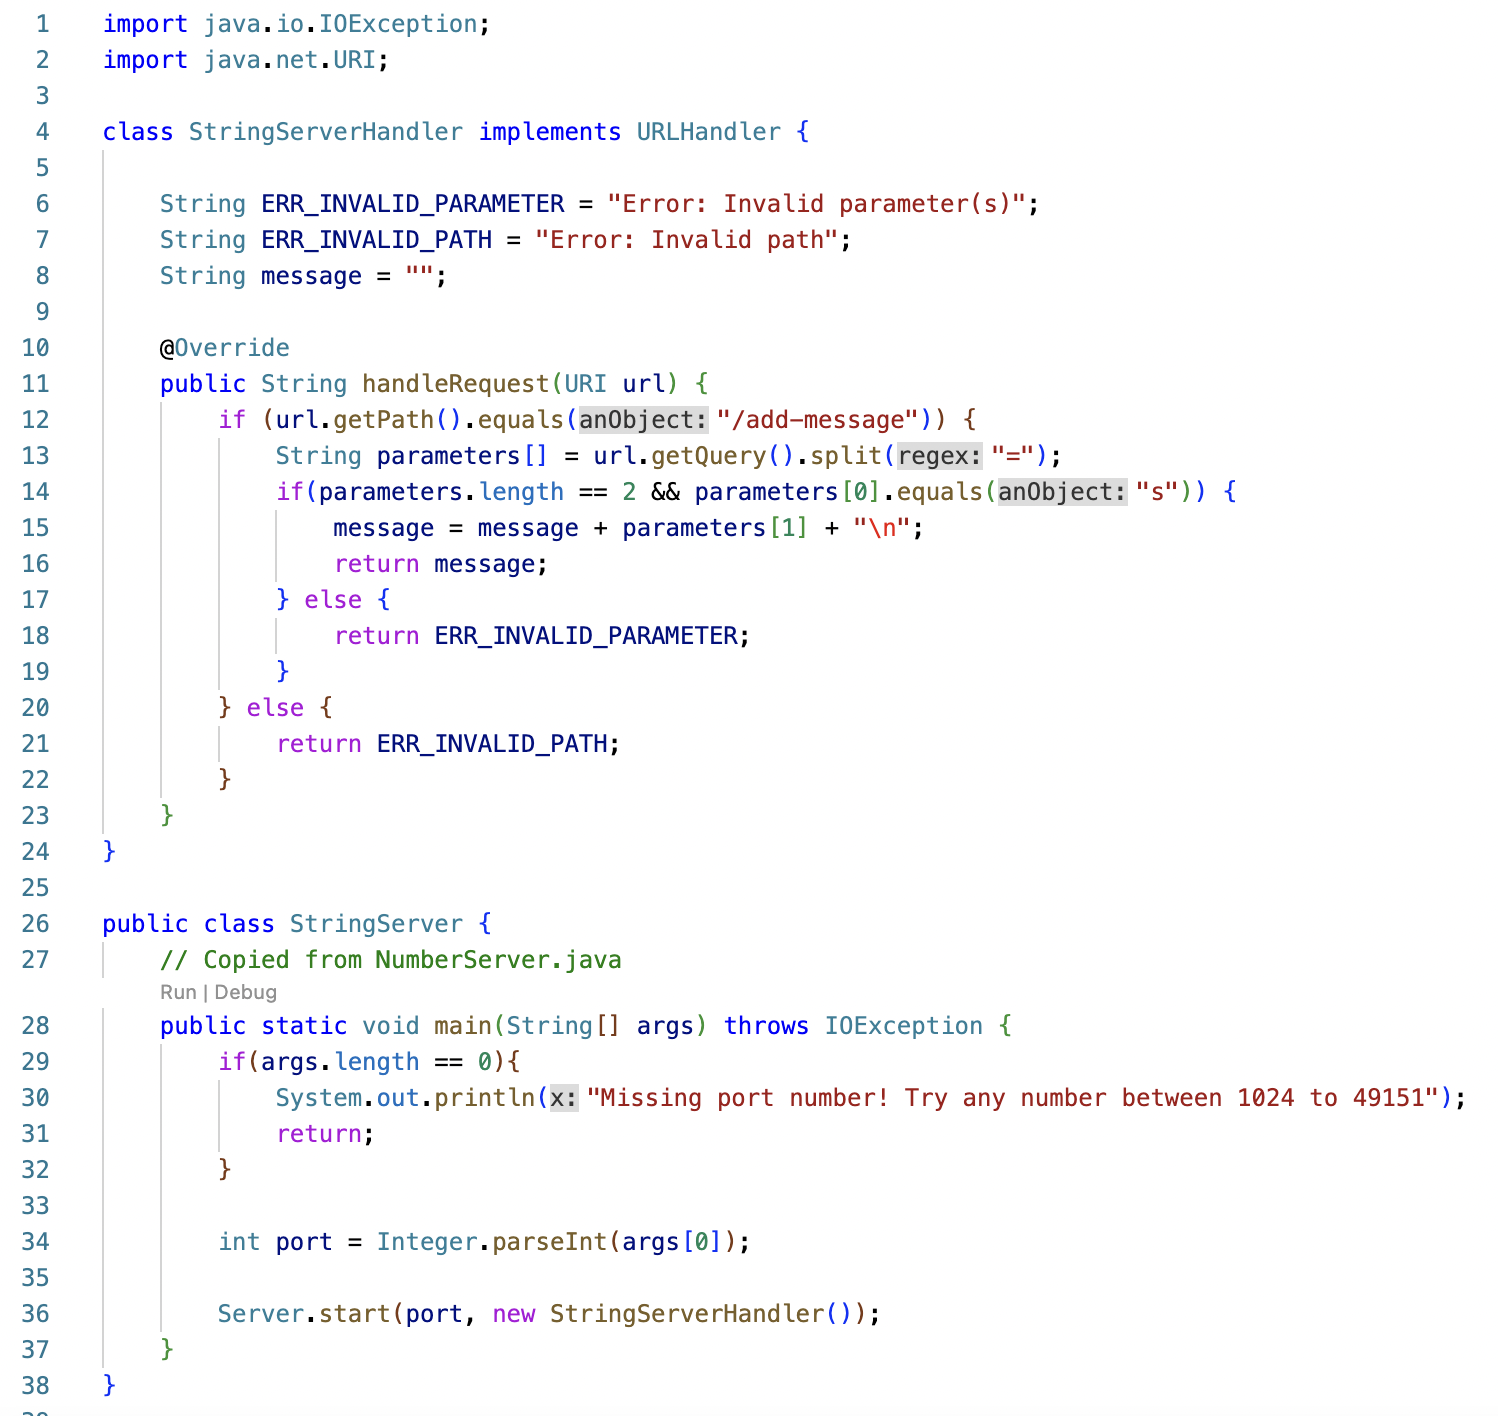 1 import java.io.IOException;
2 import java.net.URI;
3
4 class StringServerHandler implements URLHandler {
5
6 String ERR_INVALID_PARAMETER = "Error: Invalid parameter(s)";
7 String ERR_INVALID_PATH = "Error: Invalid path";
8 String message = "";
9
10 @Override
11 public String handleRequest(URI url) {
12 if (url.getPath().equals(anObject: "/add-message")) {
13 String parameters[] = url.getQuery().split(regex: "=");
14 if(parameters.length == 2 && parameters[0].equals(anObject: "s")) {
15 message = message + parameters[1] + "\n";
16 return message;
17 } else {
18 return ERR_INVALID_PARAMETER;
19 }
20 } else {
21 return ERR_INVALID_PATH;
22 }
23 }
24 }
25
26 public class StringServer {
27 // Copied from NumberServer.java
Run | Debug
28 public static void main(String[] args) throws IOException {
29 if(args.length == 0){
30 System.out.println(x: "Missing port number! Try any number between 1024 to 49151");
31 return;
32 }
33
34 int port = Integer.parseInt(args[0]);
35
36 Server.start(port, new StringServerHandler());
37 }
38 }